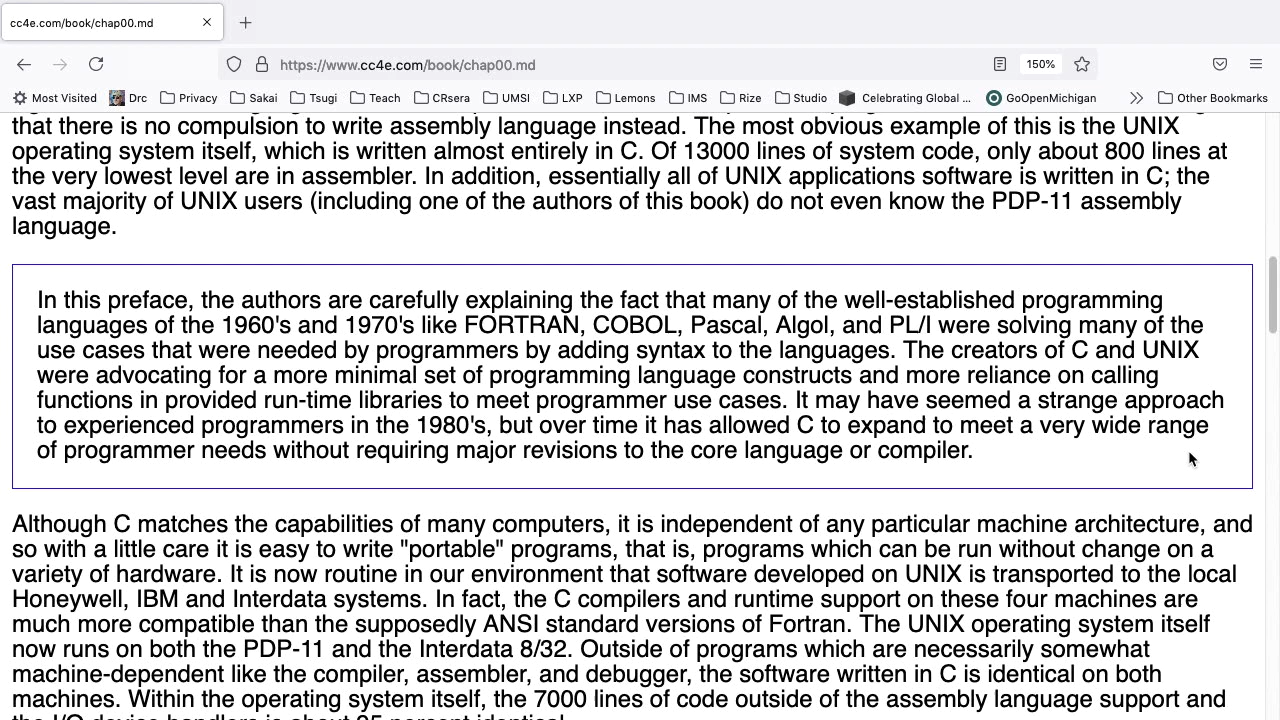 cc4e.com/book/chap00.md
https://www.cc4e.com/book/chap00.md
150%
Most Visited
Drc
Privacy
Sakai
Tsugi
Teach
CRsera
UMSI
LXP
Lemons
IMS
Rize
Studio
Celebrating Global ...
GoOpenMichigan
Other Bookmarks
that there is no compulsion to write assembly language instead. The most obvious example of this is the UNIX
operating system itself, which is written almost entirely in C. Of 13000 lines of system code, only about 800 lines at
the very lowest level are in assembler. In addition, essentially all of UNIX applications software is written in C; the
vast majority of UNIX users (including one of the authors of this book) do not even know the PDP-11 assembly
language.
In this preface, the authors are carefully explaining the fact that many of the well-established programming
languages of the 1960's and 1970's like FORTRAN, COBOL, Pascal, Algol, and PL/I were solving many of the
use cases that were needed by programmers by adding syntax to the languages. The creators of C and UNIX
were advocating for a more minimal set of programming language constructs and more reliance on calling
functions in provided run-time libraries to meet programmer use cases. It may have seemed a strange approach
to experienced programmers in the 1980's, but over time it has allowed C to expand to meet a very wide range
of programmer needs without requiring major revisions to the core language or compiler.
Although C matches the capabilities of many computers, it is independent of any particular machine architecture, and
so with a little care it is easy to write "portable" programs, that is, programs which can be run without change on a
variety of hardware. It is now routine in our environment that software developed on UNIX is transported to the local
Honeywell, IBM and Interdata systems. In fact, the C compilers and runtime support on these four machines are
much more compatible than the supposedly ANSI standard versions of Fortran. The UNIX operating system itself
now runs on both the PDP-11 and the Interdata 8/32. Outside of programs which are necessarily somewhat
machine-dependent like the compiler, assembler, and debugger, the software written in C is identical on both
machines. Within the operating system itself, the 7000 lines of code outside of the assembly language support and
the I/O device handlers is about 95 percent identical.